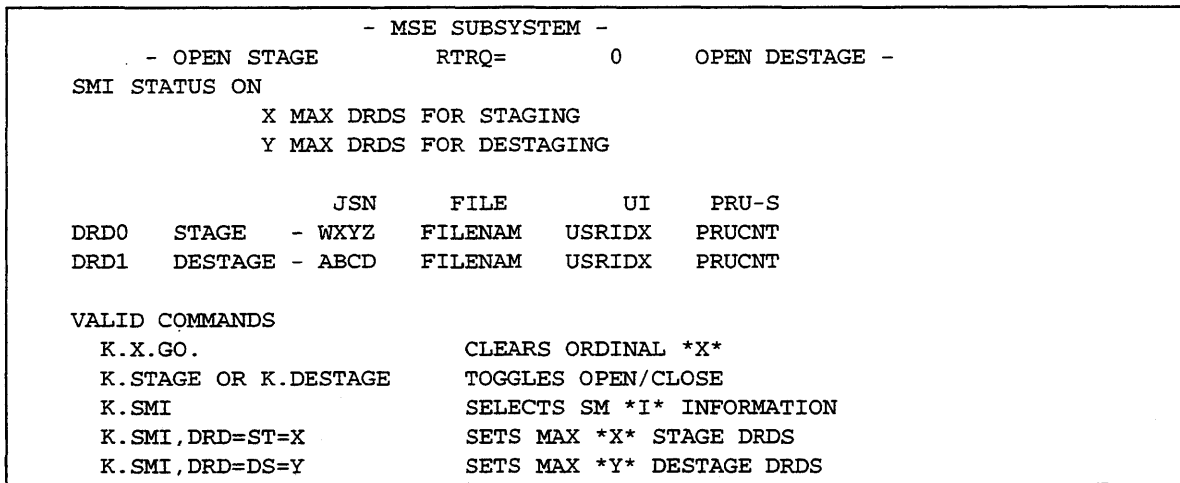 - MSE SUBSYSTEM -
- OPEN STAGE RTRQ= 0 OPEN DESTAGE -
SMI STATUS ON
X MAX DRDS FOR STAGING
Y MAX DRDS FOR DESTAGING
JSN FILE UI PRU-S
DRD0 STAGE - WXYZ FILENAM USRIDX PRUCNT
DRD1 DESTAGE - ABCD FILENAM USRIDX PRUCNT
VALID COMMANDS
K.X.GO. CLEARS ORDINAL *X*
K.STAGE OR K.DESTAGE TOGGLES OPEN/CLOSE
K.SMI SELECTS SM *I* INFORMATION
K.SMI,DRD=ST=X SETS MAX *X* STAGE DRDS
K.SMI,DRD=DS=Y SETS MAX *Y* DESTAGE DRDS